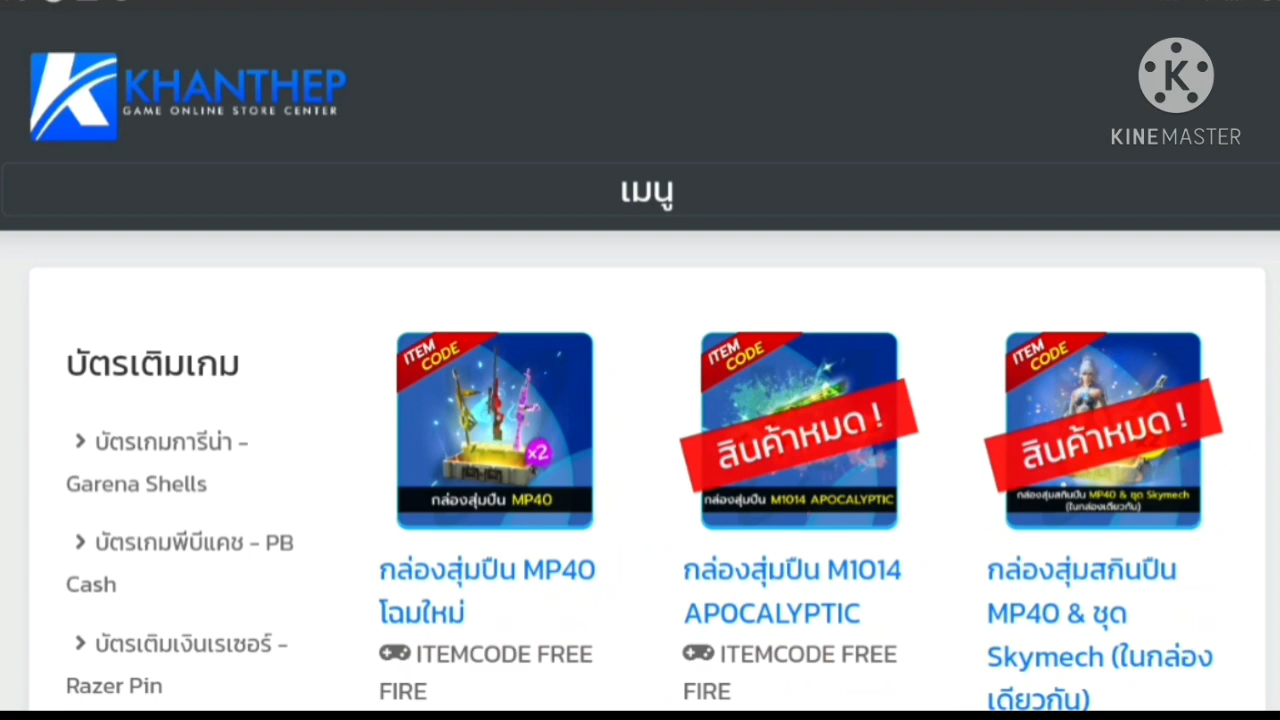 KHANTHEP
GAME ONLINE STORE CENTER
K
KINEMASTER
เมนู
บัตรเติมเกม
บัตรเกมการีน่า -
Garena Shells
บัตรเกมพีบีแคช - PB
Cash
บัตรเติมเงินเรเซอร์ -
Razer Pin
ITEM
CODE
x2
กล่องสุ่มปืน MP40
กล่องสุ่มปืน MP40
โฉมใหม่
ITEMCODE FREE
FIRE
ITEM
CODE
สินค้าหมด !
กล่องสุ่มปืน M1014 APOCALYPTIC
กล่องสุ่มปืน M1014
APOCALYPTIC
ITEMCODE FREE
FIRE
ITEM
CODE
สินค้าหมด !
กล่องสุ่มสกินปืน MP40 & ชุด Skymech
(ในกล่องเดียวกัน)
กล่องสุ่มสกินปืน
MP40 & ชุด
Skymech (ในกล่อง
เดียวกัน)